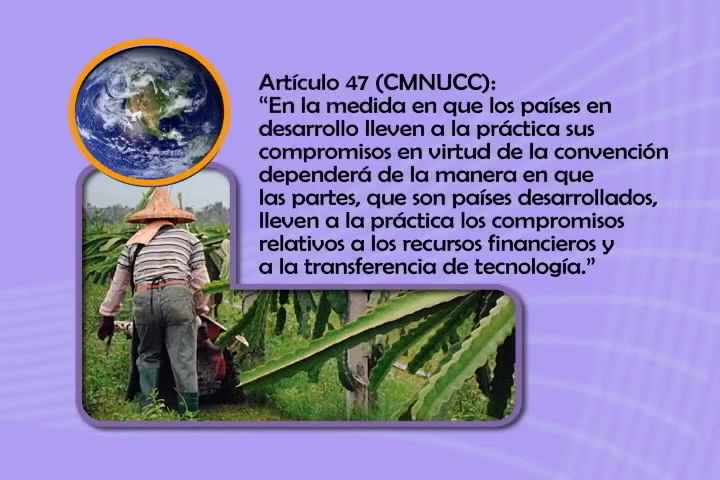 Artículo 47 (CMNUCC):
“En la medida en que los países en
desarrollo lleven a la práctica sus
compromisos en virtud de la convención
dependerá de la manera en que
las partes, que son países desarrollados,
lleven a la práctica los compromisos
relativos a los recursos financieros y
a la transferencia de tecnología.”